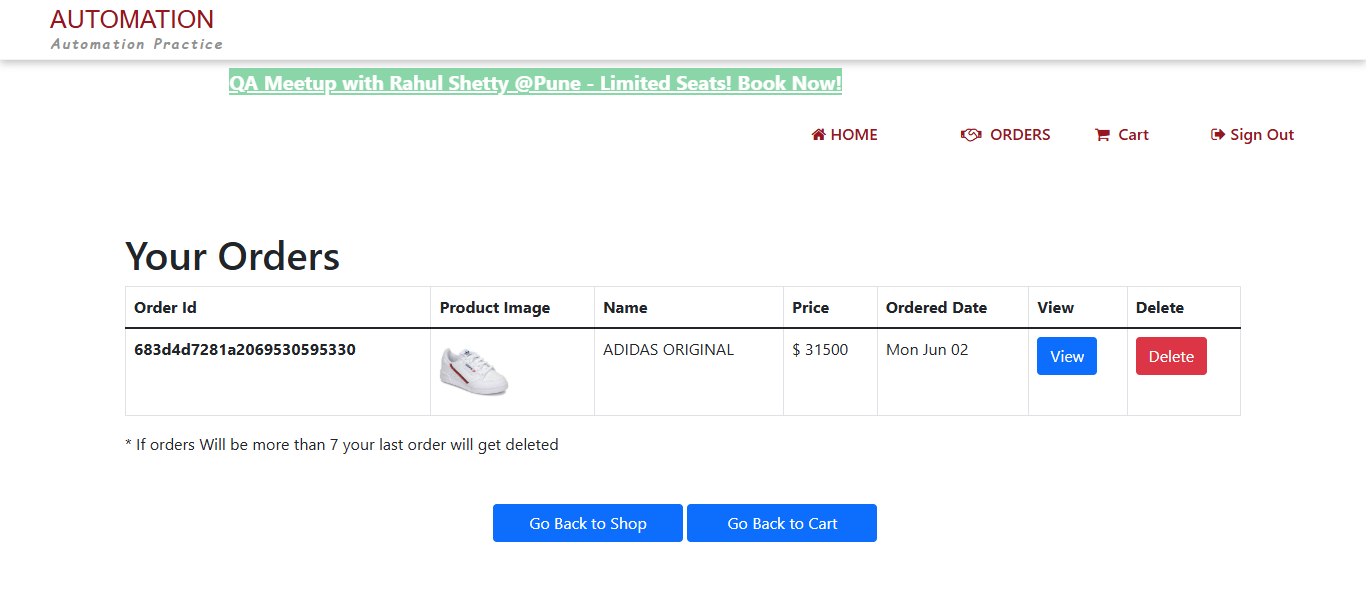 AUTOMATION
Automation Practice
QA Meetup with Rahul Shetty @Pune - Limited Seats! Book Now!
HOME ORDERS Cart Sign Out
Your Orders
Order Id Product Image Name Price Ordered Date View Delete
683d4d7281a2069530595330 ADIDAS ORIGINAL $ 31500 Mon Jun 02 View Delete
* If orders Will be more than 7 your last order will get deleted
Go Back to Shop Go Back to Cart